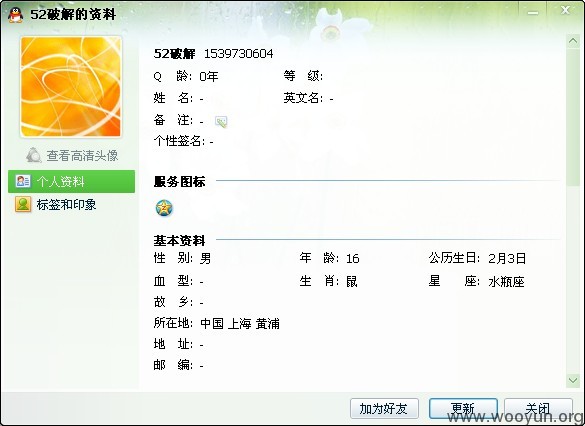 52破解的资料
52破解 1539730604
Q 龄: 0年 等 级:
姓 名: - 英文名: -
备 注: -
个性签名: -
查看高清头像
个人资料
标签和印象
服务图标
基本资料
性 别: 男 年 龄: 16 公历生日: 2月3日
血 型: - 生 肖: 鼠 星 座: 水瓶座
故 乡: -
所在地: 中国 上海 黄浦
地 址: -
邮 编: -
加为好友 更新 关闭
www.wooyun.org